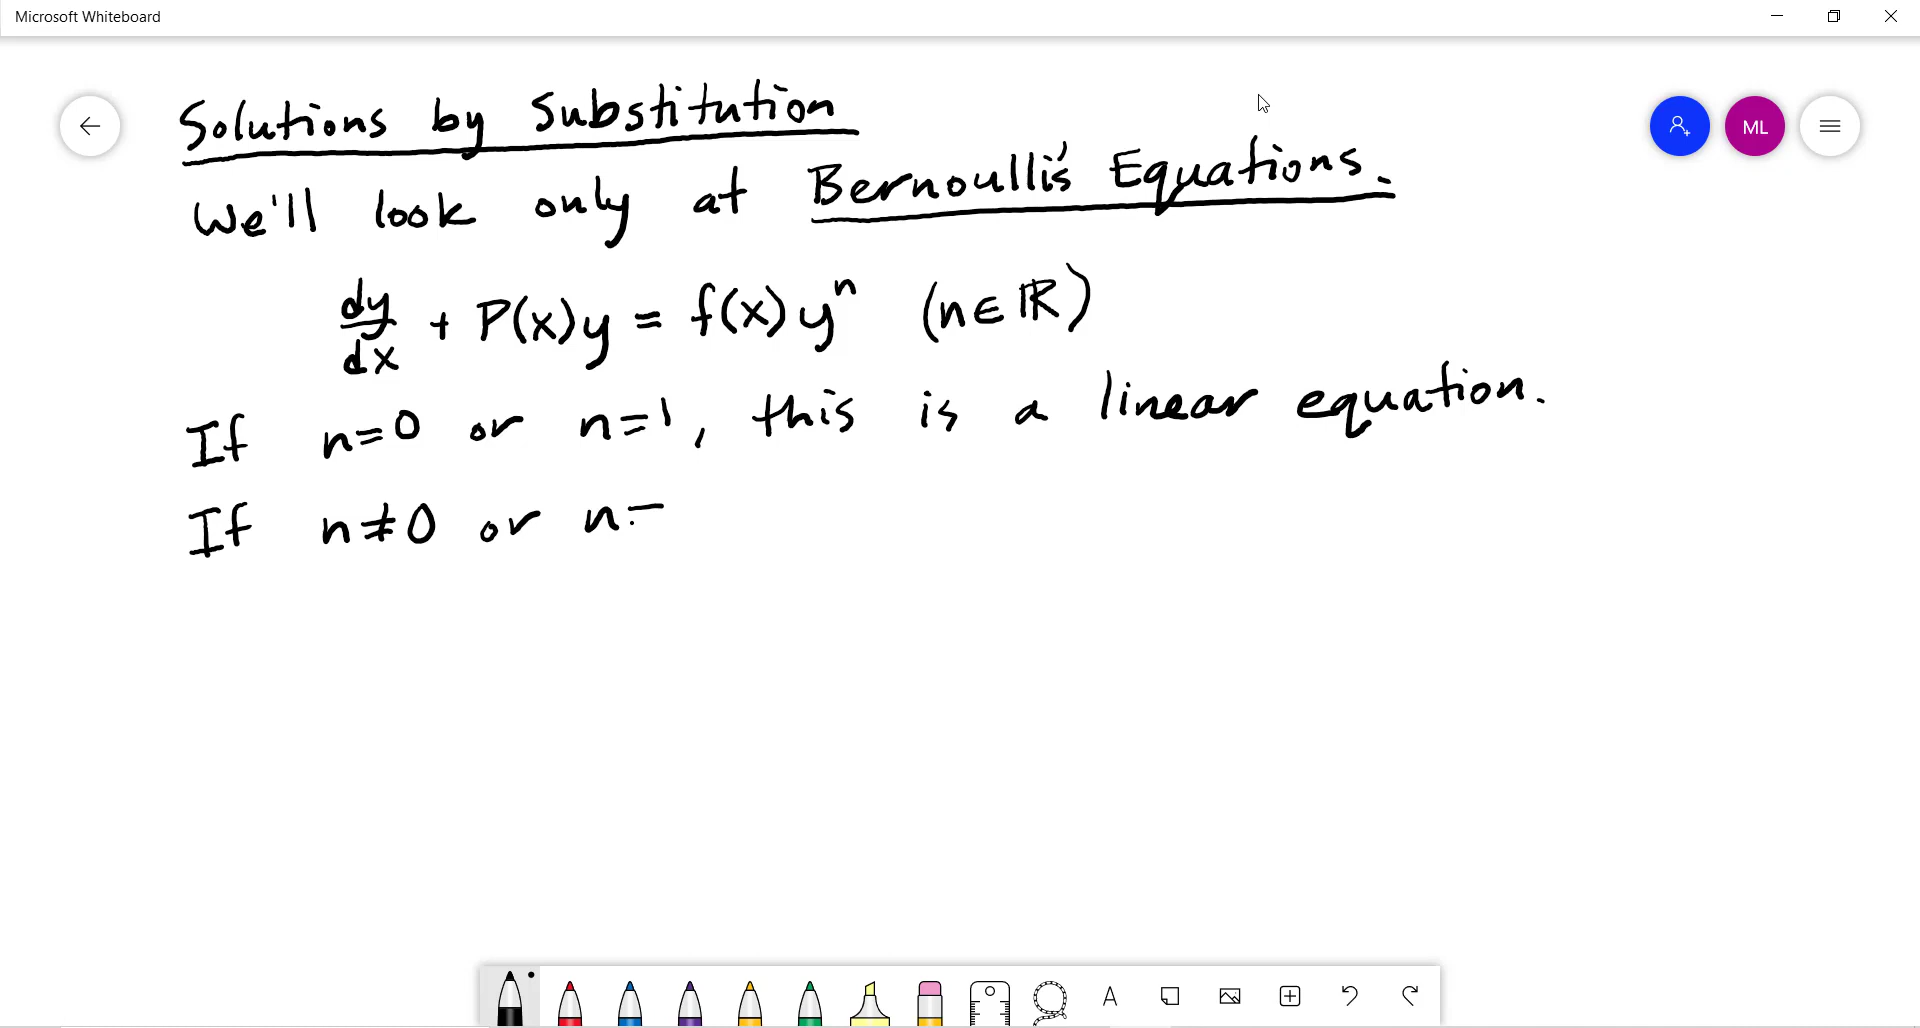 Microsoft Whiteboard
Solutions by Substitution
ML
We'll look only at Bernoulli's Equations.
dy/dx + P(x)y = f(x)y^n (n∈ℝ)
If n=0 or n=1, this is a linear equation.
If n≠0 or n=
A